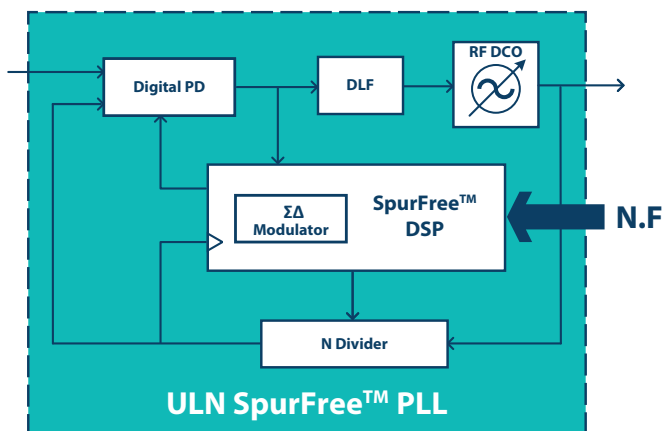 RF DCO
Digital PD
DLF
ΣΔ
Modulator
SpurFree™
DSP
N.F
N Divider
ULN SpurFree™ PLL